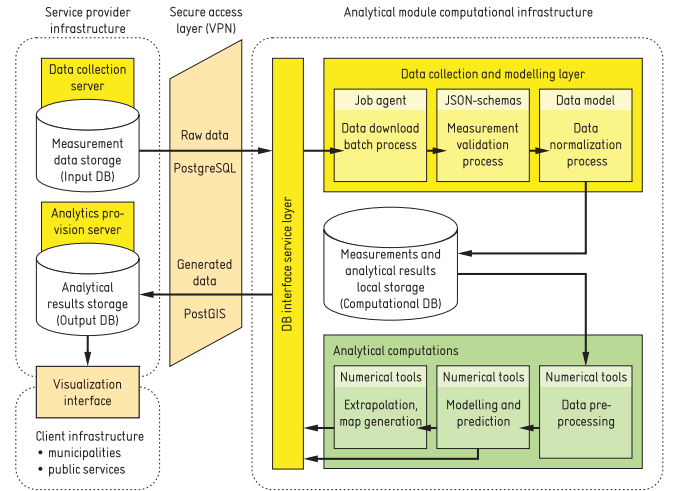 Service provider
infrastructure
Secure access
layer (VPN)
Analytical module computational infrastructure
Data collection
server
Measurement
data storage
(Input DB)
Analytics pro-
vision server
Analytical
results storage
(Output DB)
Visualization
interface
Client infrastructure
• municipalities
• public services
Raw data
PostgreSQL
Generated
data
PostGIS
DB interface service layer
Data collection and modelling layer
Job agent
Data download
batch process
JSON-schemas
Measurement
validation
process
Data model
Data
normalization
process
Measurements and
analytical results
local storage
(Computational DB)
Analytical computations
Numerical tools
Extrapolation,
map generation
Numerical tools
Modelling and
prediction
Numerical tools
Data pre-
processing